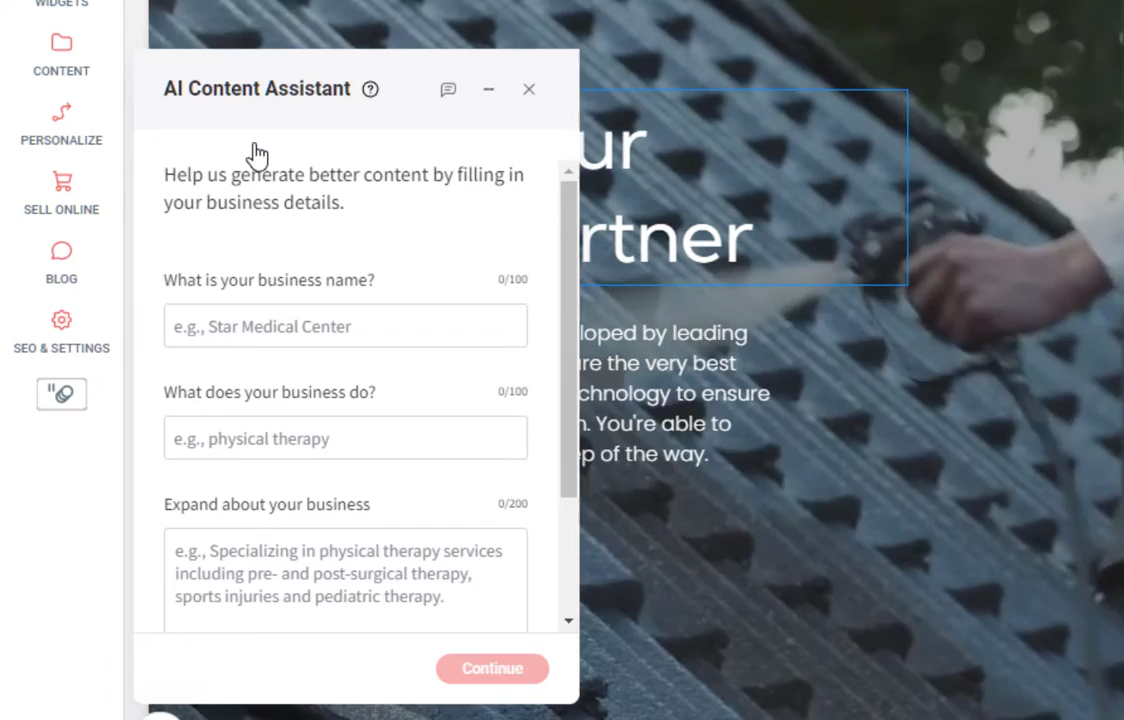 WIDGETS
CONTENT
PERSONALIZE
SELL ONLINE
BLOG
SEO & SETTINGS
AI Content Assistant
Help us generate better content by filling in
your business details.
What is your business name? 0/100
e.g., Star Medical Center
What does your business do? 0/100
e.g., physical therapy
Expand about your business 0/200
e.g., Specializing in physical therapy services
including pre- and post-surgical therapy,
sports injuries and pediatric therapy.
Continue
ur
rtner
loped by leading
re the very best
chnology to ensure
n. You're able to
p of the way.